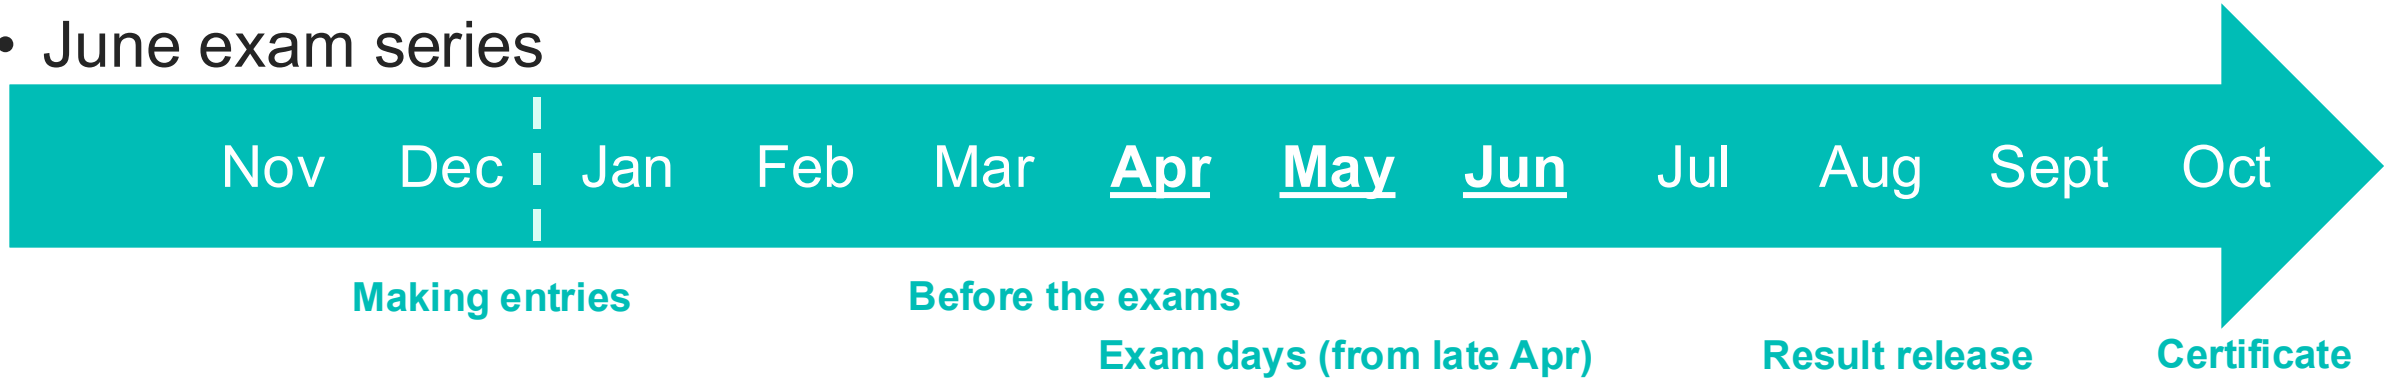 • June exam series
Nov Dec Jan Feb Mar Apr May Jun Jul Aug Sept Oct
Making entries Before the exams
Exam days (from late Apr) Result release Certificate